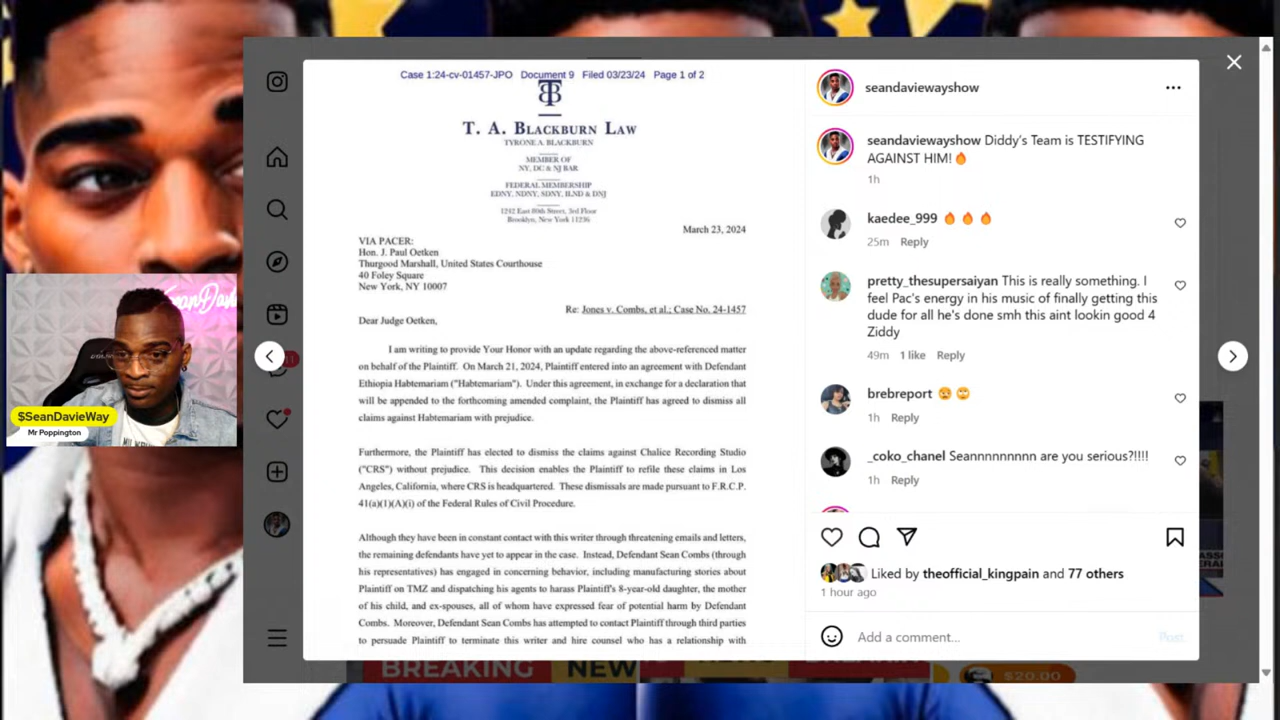 Case 1:24-cv-01457-JPO Document 9 Filed 03/23/24 Page 1 of 2
T. A. BLACKBURN LAW
TYRONE A. BLACKBURN
MEMBER OF
NY, DC & NJ BAR
FEDERAL MEMBERSHIP
EDNY, NDNY, SDNY, ILND & DNJ
1242 East 80th Street, 3rd Floor
Brooklyn, New York 11236
March 23, 2024
VIA PACER:
Hon. J. Paul Oetken
Thurgood Marshall, United States Courthouse
40 Foley Square
New York, NY 10007
Re: Jones v. Combs, et al.; Case No. 24-1457
Dear Judge Oetken,
I am writing to provide Your Honor with an update regarding the above-referenced matter
on behalf of the Plaintiff. On March 21, 2024, Plaintiff entered into an agreement with Defendant
Ethiopia Habtemariam ("Habtemariam"). Under this agreement, in exchange for a declaration that
will be appended to the forthcoming amended complaint, the Plaintiff has agreed to dismiss all
claims against Habtemariam with prejudice.
Furthermore, the Plaintiff has elected to dismiss the claims against Chalice Recording Studio
("CRS") without prejudice. This decision enables the Plaintiff to refile these claims in Los
Angeles, California, where CRS is headquartered. These dismissals are made pursuant to F.R.C.P.
41(a)(1)(A)(i) of the Federal Rules of Civil Procedure.
Although they have been in constant contact with this writer through threatening emails and letters,
the remaining defendants have yet to appear in the case. Instead, Defendant Sean Combs (through
his representatives) has engaged in concerning behavior, including manufacturing stories about
Plaintiff on TMZ and dispatching his agents to harass Plaintiff's 8-year-old daughter, the mother
of his child, and ex-spouses, all of whom have expressed fear of potential harm by Defendant
Combs. Moreover, Defendant Sean Combs has attempted to contact Plaintiff through third parties
to persuade Plaintiff to terminate this writer and hire counsel who has a relationship with
seandaviewayshow
seandaviewayshow Diddy's Team is TESTIFYING
AGAINST HIM! 🔥
1h
kaedee_999 🔥 🔥 🔥
25m Reply
pretty_thesupersaiyan This is really something. I
feel Pac's energy in his music of finally getting this
dude for all he's done smh this aint lookin good 4
Ziddy
49m 1 like Reply
brebreport 😩 🙄
1h Reply
_coko_chanel Seannnnnnnnn are you serious?!!!!
1h Reply
Liked by theofficial_kingpain and 77 others
1 hour ago
Add a comment...
Post
$SeanDavieWay
Mr Poppington
BREAKING NEW
$20.00